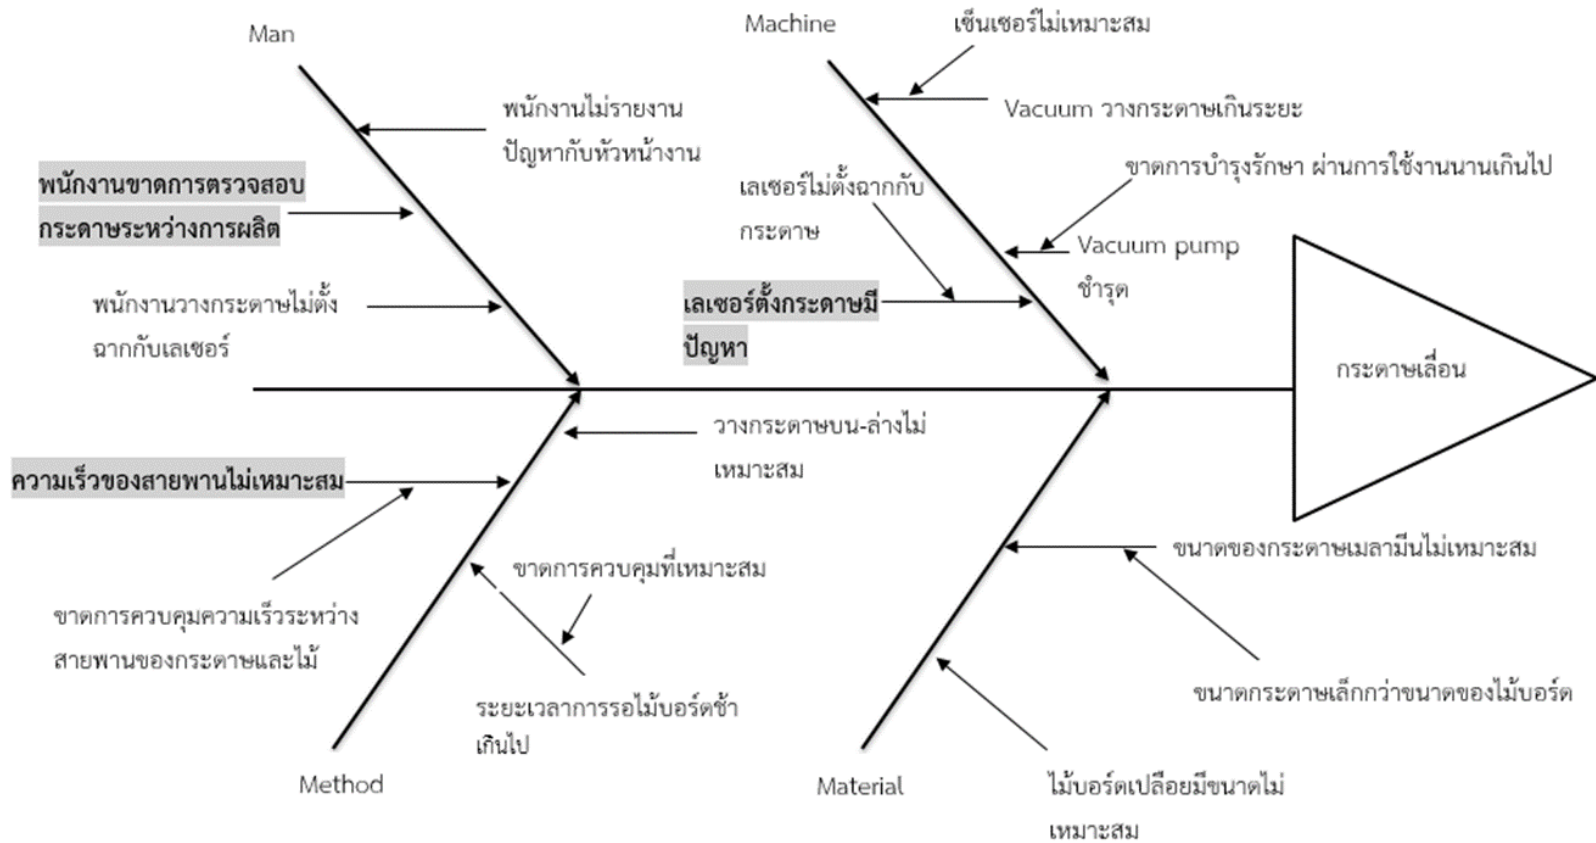 Man
พนักงานไม่รายงาน
ปัญหากับหัวหน้างาน
พนักงานขาดการตรวจสอบ
กระดาษระหว่างการผลิต
พนักงานวางกระดาษไม่ตั้ง
ฉากกับเลเซอร์
Machine
เซ็นเซอร์ไม่เหมาะสม
Vacuum วางกระดาษเกินระยะ
ขาดการบำรุงรักษา ผ่านการใช้งานนานเกินไป
Vacuum pump
ชำรุด
เลเซอร์ไม่ตั้งฉากกับ
กระดาษ
เลเซอร์ตั้งกระดาษมี
ปัญหา
กระดาษเลื่อน
วางกระดาษบน-ล่างไม่
เหมาะสม
ความเร็วของสายพานไม่เหมาะสม
ขาดการควบคุมความเร็วระหว่าง
สายพานของกระดาษและไม้
ขาดการควบคุมที่เหมาะสม
ระยะเวลาการรอไม้บอร์ดช้า
เกินไป
Method
ขนาดของกระดาษเมลามีนไม่เหมาะสม
ขนาดกระดาษเล็กกว่าขนาดของไม้บอร์ด
ไม้บอร์ดเปลือยมีขนาดไม่
เหมาะสม
Material